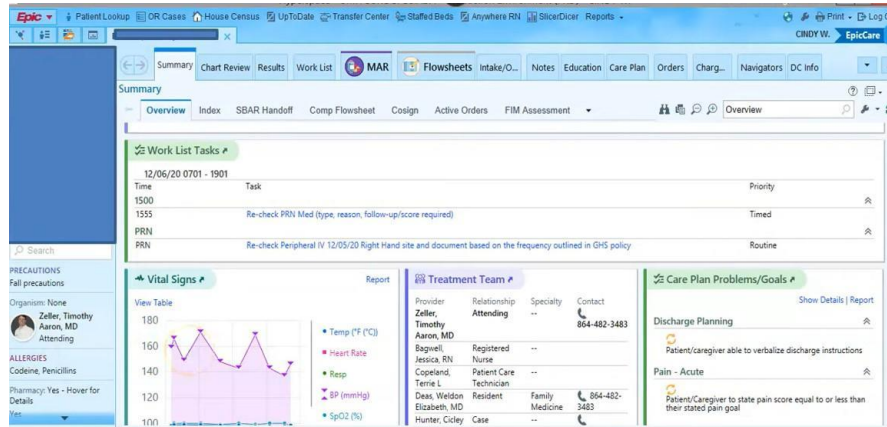 Epic Patient Lookup OR Cases House Census UpToDate Transfer Center Staffed Beds Anywhere RN SlicerDicer Reports Print Log
CINDY W. EpicCare
Summary Chart Review Results Work List MAR Flowsheets Intake/O... Notes Education Care Plan Orders Charg... Navigators DC Info
Summary
Overview Index SBAR Handoff Comp Flowsheet Cosign Active Orders FIM Assessment Overview
Work List Tasks
12/06/20 0701 - 1901
Time Task Priority
1500
1555 Re-check PRN Med (type, reason, follow-up/score required) Timed
PRN
PRN Re-check Peripheral IV 12/05/20 Right Hand site and document based on the frequency outlined in GHS policy Routine
Search
PRECAUTIONS
Fall precautions
Organism: None
Zeller, Timothy
Aaron, MD
Attending
ALLERGIES
Codeine, Penicillins
Pharmacy: Yes - Hover for
Details
Yes
Vital Signs Report
View Table
180
160
140
120
100
Temp (°F (°C))
Heart Rate
Resp
BP (mmHg)
SpO2 (%)
Treatment Team
Provider Relationship Specialty Contact
Zeller, Attending --
Timothy 864-482-3483
Aaron, MD
Bagwell, Registered --
Jessica, RN Nurse
Copeland, Patient Care --
Terrie L Technician
Deas, Weldon Resident Family 864-482-
Elizabeth, MD Medicine 3483
Hunter, Cicley Case --
Care Plan Problems/Goals
Show Details | Report
Discharge Planning
Patient/caregiver able to verbalize discharge instructions
Pain - Acute
Patient/Caregiver to state pain score equal to or less than
their stated pain goal